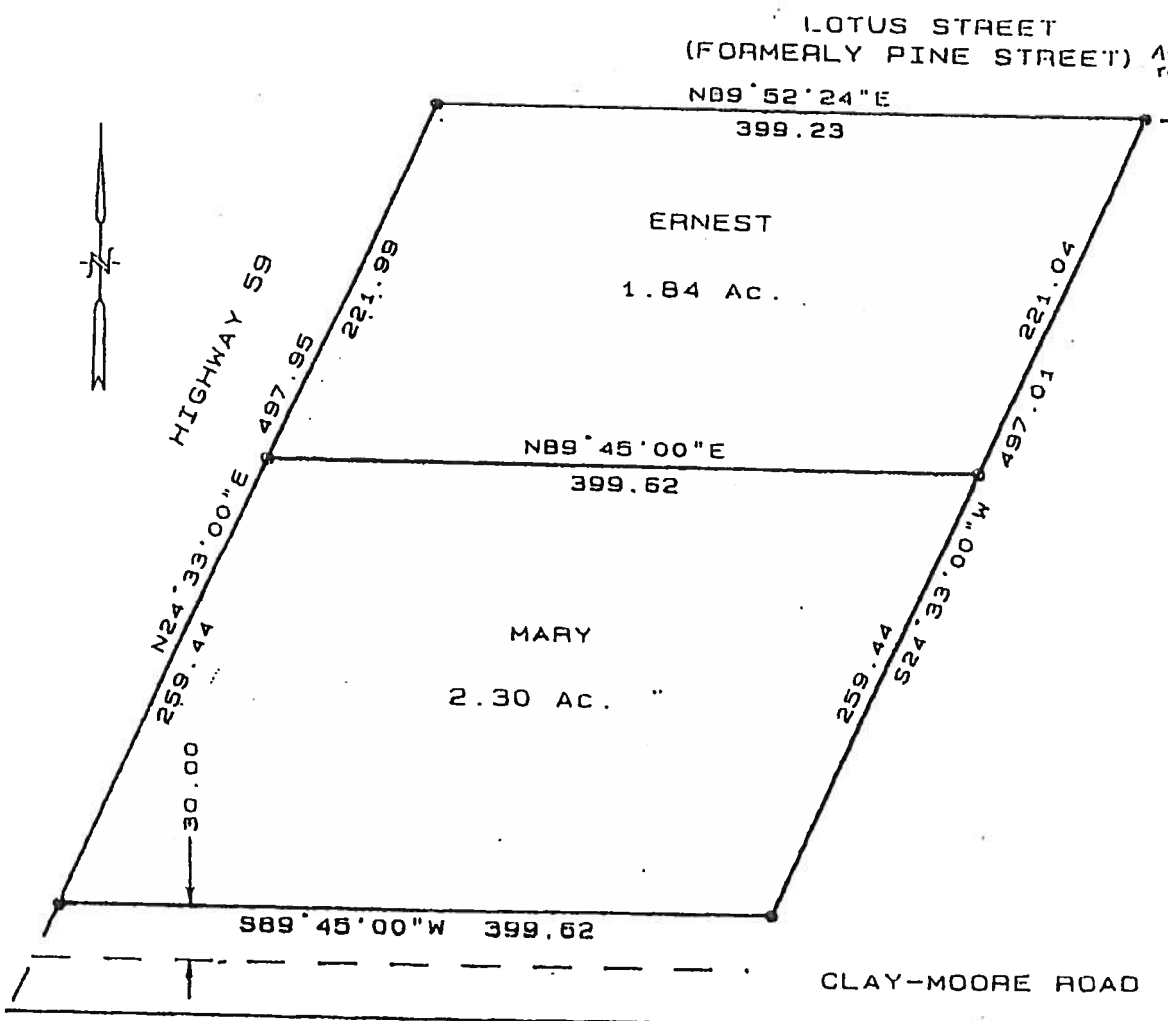 LOTUS STREET
(FORMERLY PINE STREET)
N89°52'24"E
399.23
ERNEST
1.84 AC.
HIGHWAY 59
221.99
497.95
221.04
497.01
N89°45'00"E
399.62
N24°33'00"E
259.44
S24°33'00"W
259.44
MARY
2.30 AC.
30.00
S89°45'00"W 399.62
CLAY-MOORE ROAD
N